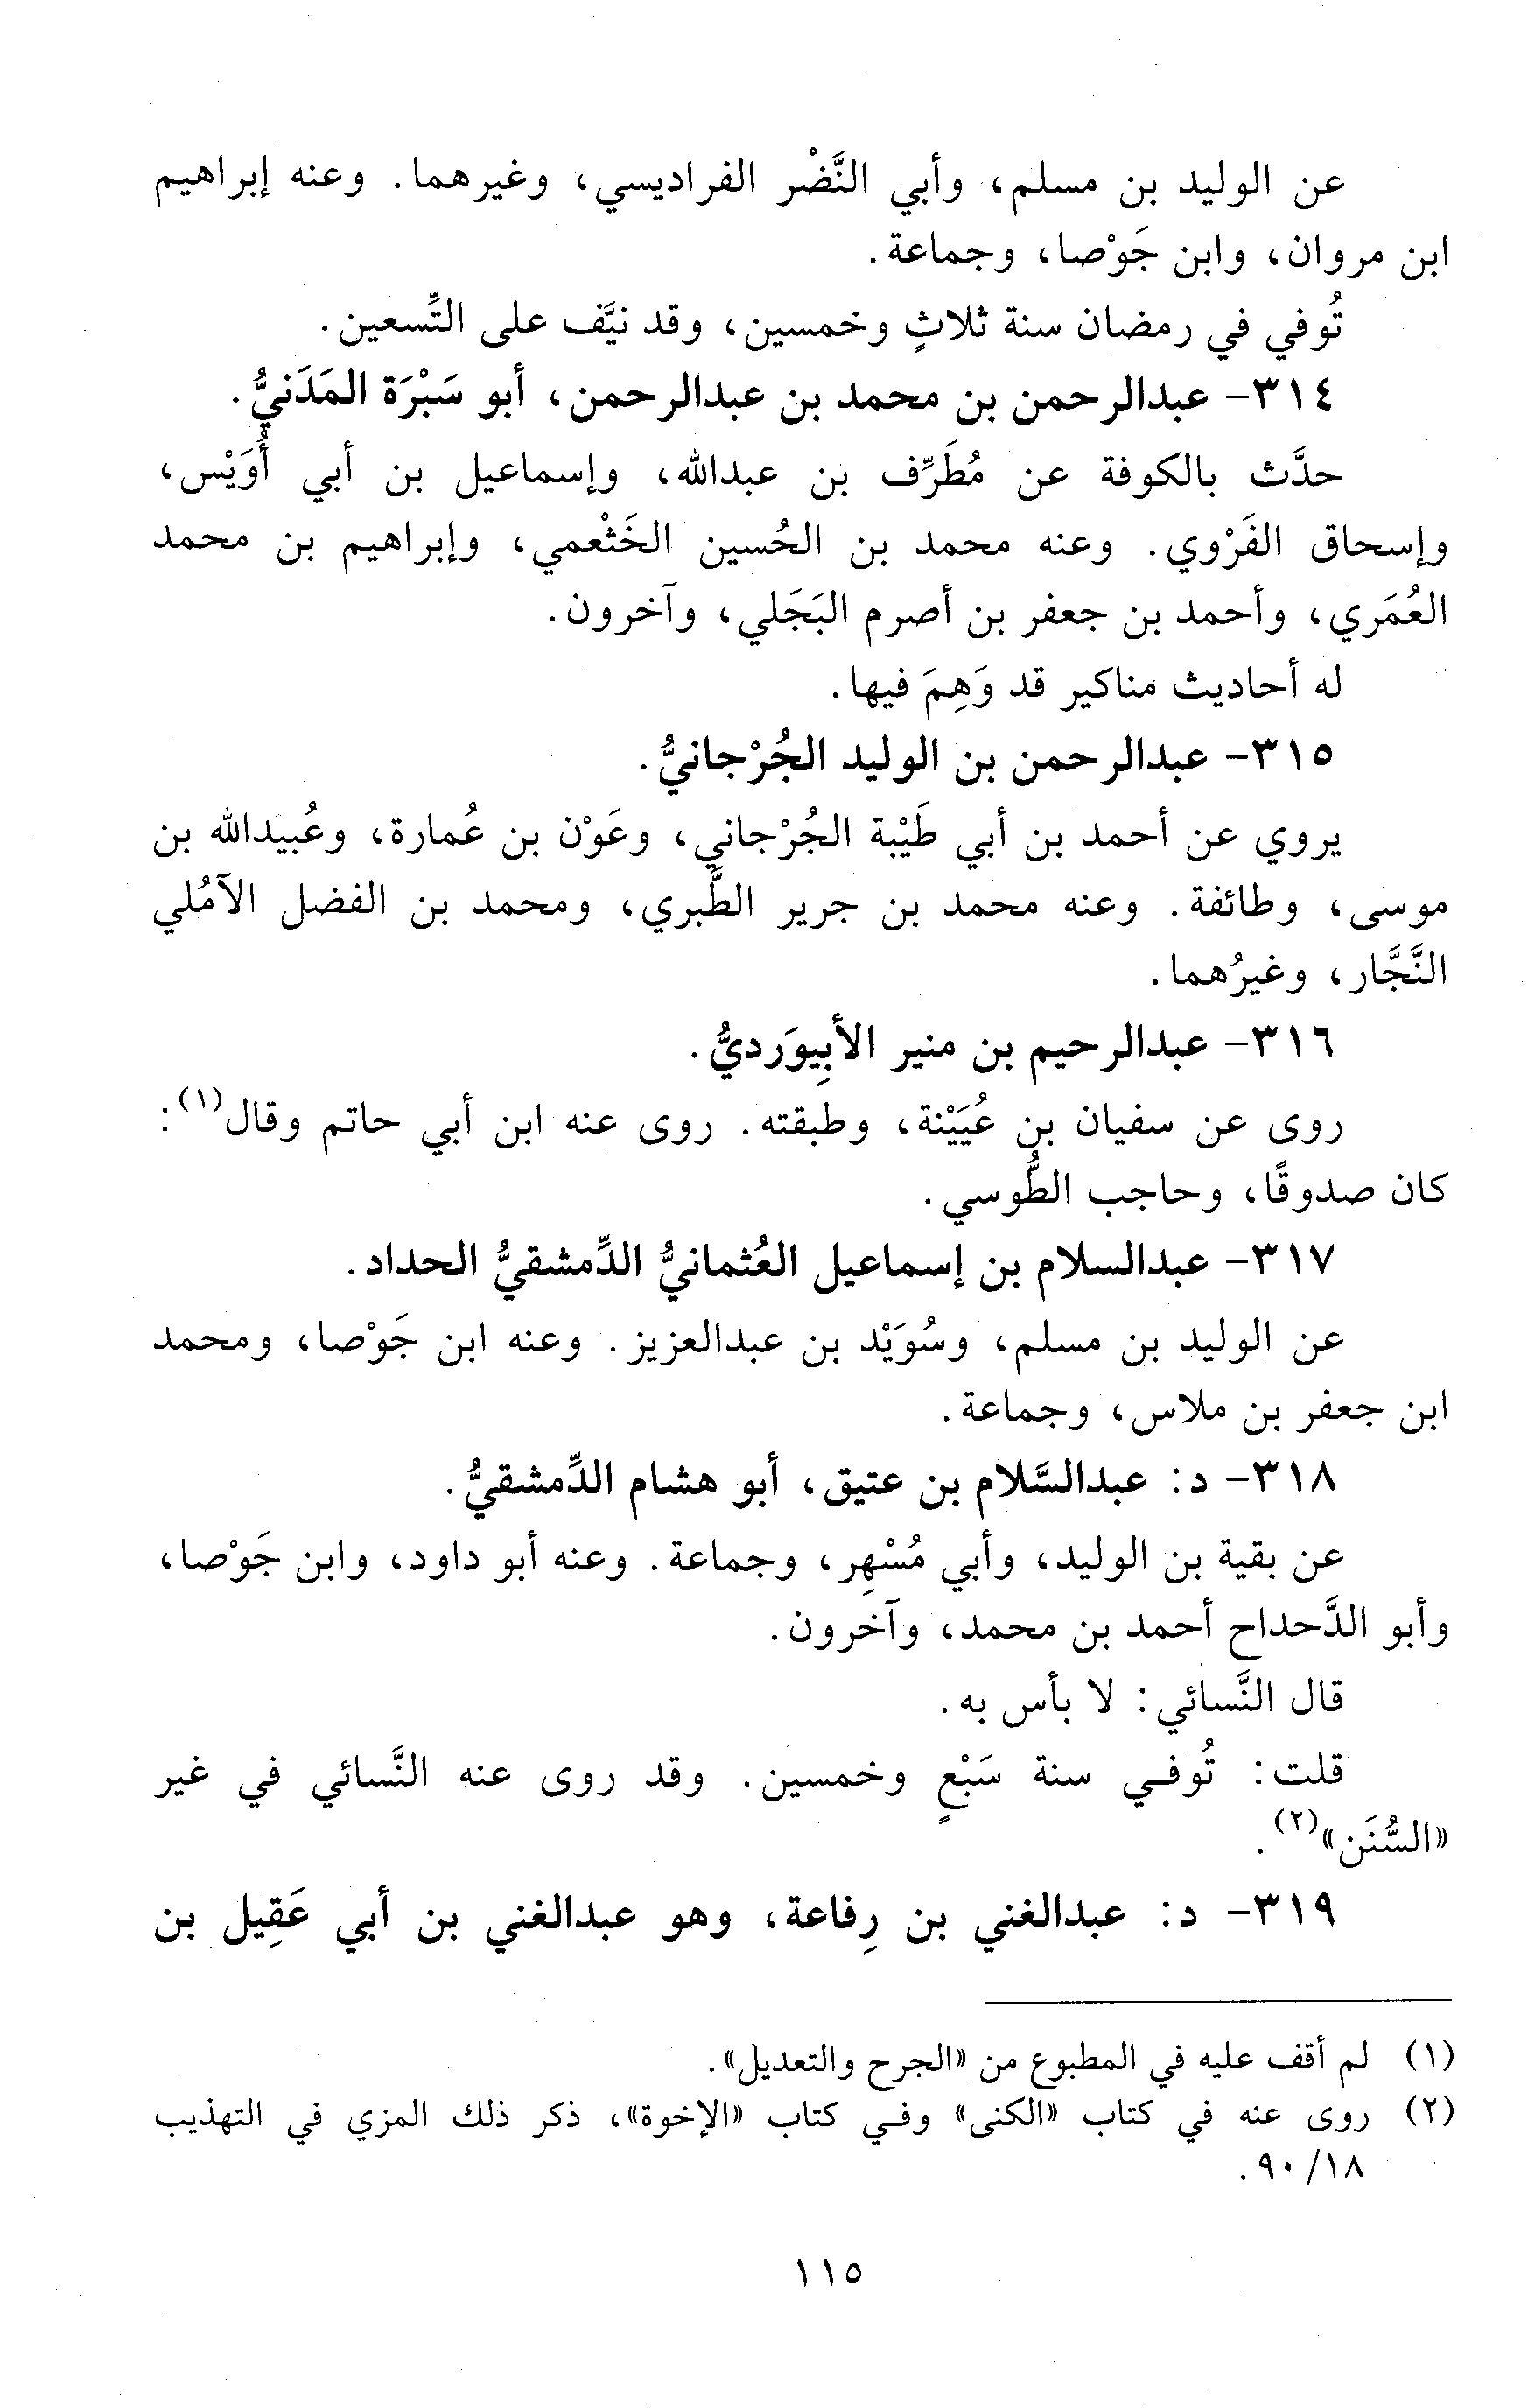 عن الوليد بن مسلم، وأبي النَّضْر الفراديسي، وغيرهما. وعنه إبراهيم
ابن مروان، وابن جَوْصا، وجماعة.
تُوفي في رمضان سنة ثلاثٍ وخمسين، وقد نيَّف على التِّسعين.
٣١٤- عبدالرحمن بن محمد بن عبدالرحمن، أبو سَبْرَة المَدَنيُّ.
حدَّث بالكوفة عن مُطَرِّف بن عبدالله، وإسماعيل بن أبي أُوَيْس،
وإسحاق الفَرْوي. وعنه محمد بن الحُسين الخَثْعمي، وإبراهيم بن محمد
العُمَري، وأحمد بن جعفر بن أصرم البَجَلي، وآخرون.
له أحاديث مناكير قد وَهِمَ فيها.
٣١٥- عبدالرحمن بن الوليد الجُرْجانيُّ.
يروي عن أحمد بن أبي طَيْبة الجُرْجاني، وعَوْن بن عُمارة، وعُبيدالله بن
موسى، وطائفة. وعنه محمد بن جرير الطَّبري، ومحمد بن الفضل الآمُلي
النَّجَّار، وغيرُهما.
٣١٦- عبدالرحيم بن منير الأبِيوَرديُّ.
روى عن سفيان بن عُيَيْنة، وطبقته. روى عنه ابن أبي حاتم وقال(١):
كان صدوقًا، وحاجب الطُّوسي.
٣١٧- عبدالسلام بن إسماعيل العُثمانيُّ الدِّمشقيُّ الحداد.
عن الوليد بن مسلم، وسُوَيْد بن عبدالعزيز. وعنه ابن جَوْصا، ومحمد
ابن جعفر بن ملاس، وجماعة.
٣١٨- د: عبدالسَّلام بن عتيق، أبو هشام الدِّمشقيُّ.
عن بقية بن الوليد، وأبي مُسْهِر، وجماعة. وعنه أبو داود، وابن جَوْصا،
وأبو الدَّحداح أحمد بن محمد، وآخرون.
قال النَّسائي: لا بأس به.
قلت: تُوفي سنة سَبْعٍ وخمسين. وقد روى عنه النَّسائي في غير
«السُّنَن»(٢).
٣١٩- د: عبدالغني بن رِفاعة، وهو عبدالغني بن أبي عَقِيل بن
(١) لم أقف عليه في المطبوع من «الجرح والتعديل».
(٢) روى عنه في كتاب «الكنى» وفي كتاب «الإخوة»، ذكر ذلك المزي في التهذيب
١٨/ ٩٠.
١١٥